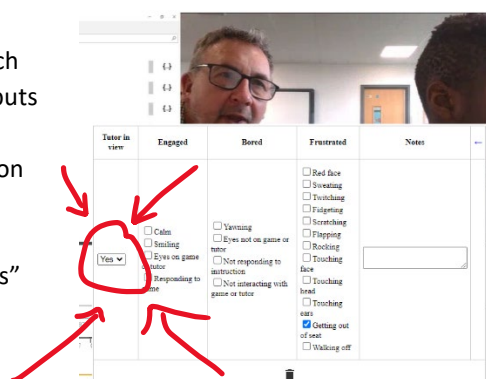 ch
outs
on
s”
{·}
{·}
{·}
Tutor in view
Engaged
Bored
Frustrated
Notes
Yes
Calm
Smiling
Eyes on game
tutor
Responding to
Yawning
Eyes not on game or
tutor
Not responding to
instruction
Not interacting with
game or tutor
Red face
Sweating
Twitching
Fidgeting
Scratching
Flapping
Rocking
Touching
face
Touching
head
Touching
ears
Getting out
of seat
Walking off